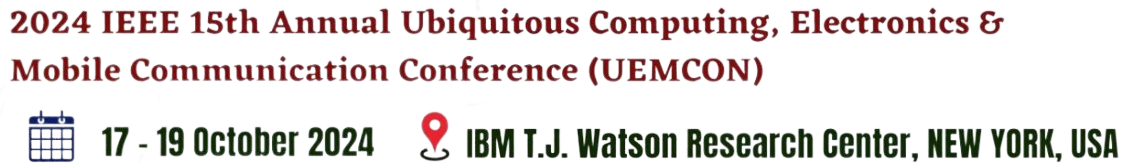 2024 IEEE 15th Annual Ubiquitous Computing, Electronics &
Mobile Communication Conference (UEMCON)
17 - 19 October 2024 IBM T.J. Watson Research Center, NEW YORK, USA